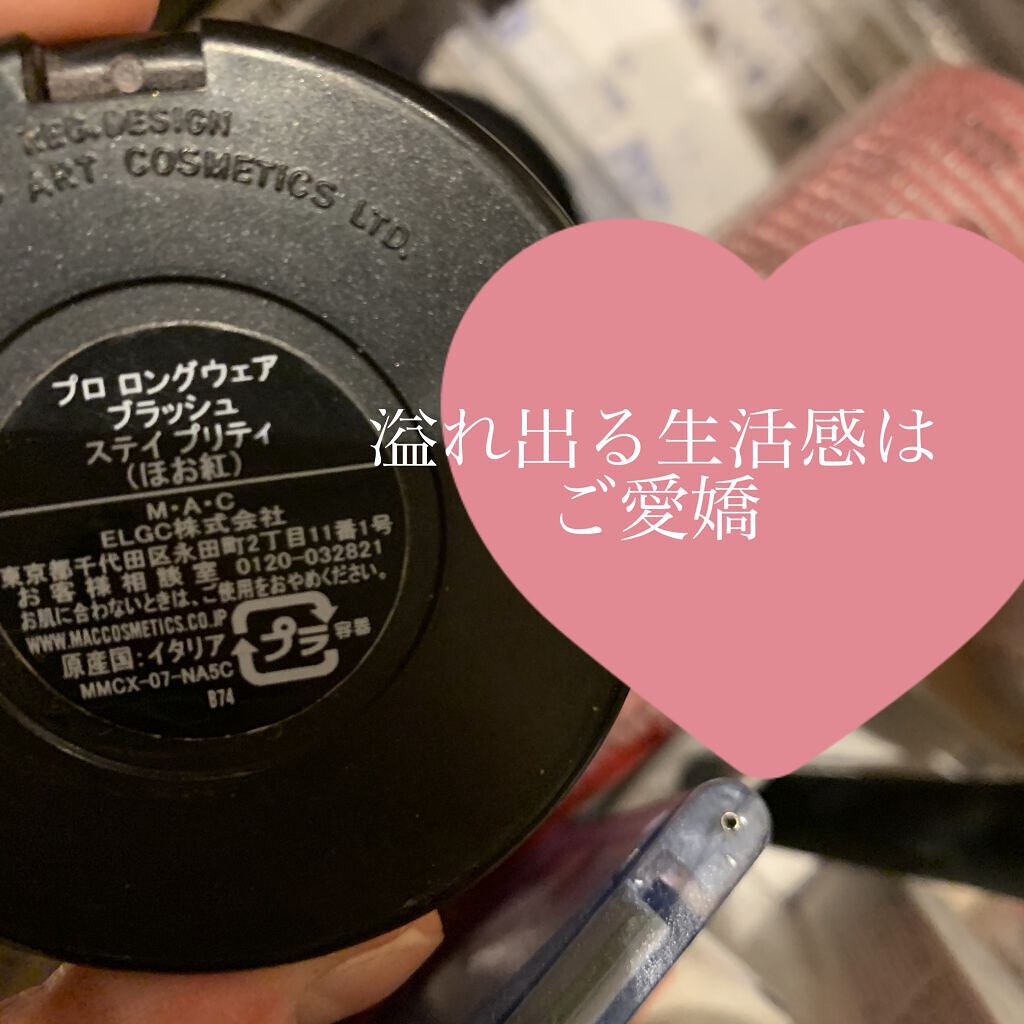 REG.DESIGN
ART COSMETICS LTD.
プロ ロングウェア
ブラッシュ
ステイ プリティ
(ほお紅)
M・A・C
ELGC株式会社
東京都千代田区永田町2丁目11番1号
お客様相談室 0120-032821
お肌に合わないときは、ご使用をおやめください。
WWW.MACCOSMETICS.CO.JP
原産国:イタリア
MMCX-07-NA5C
B74
プラ
容器
溢れ出る生活感は
ご愛嬌